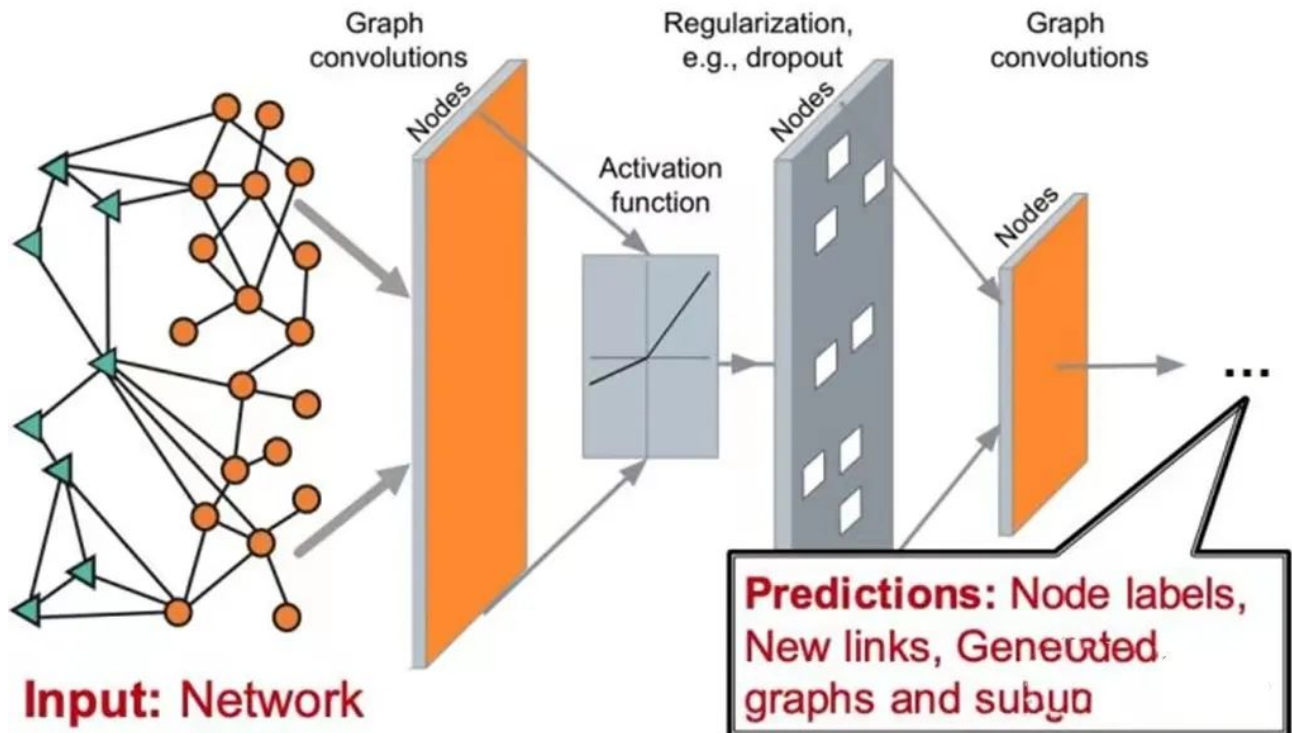 Graph
convolutions
Regularization,
e.g., dropout
Graph
convolutions
Nodes
Nodes
Activation
function
Nodes
...
Predictions: Node labels,
New links,
graphs and
Input: Network